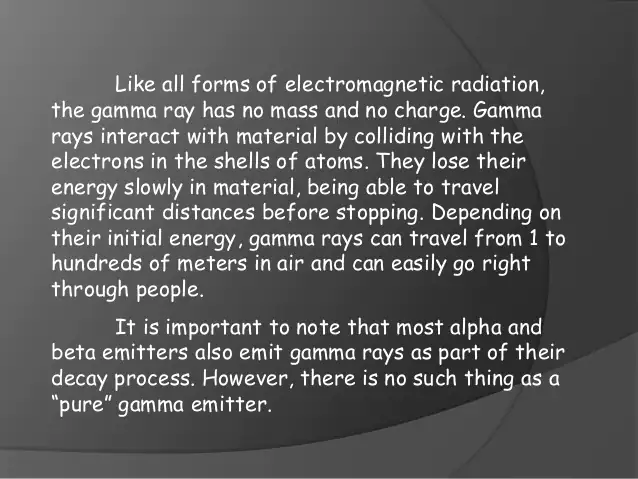 Like all forms of electromagnetic radiation,
the gamma ray has no mass and no charge. Gamma
rays interact with material by colliding with the
electrons in the shells of atoms. They lose their
energy slowly in material, being able to travel
significant distances before stopping. Depending on
their initial energy, gamma rays can travel from 1 to
hundreds of meters in air and can easily go right
through people.
It is important to note that most alpha and
beta emitters also emit gamma rays as part of their
decay process. However, there is no such thing as a
“pure” gamma emitter.